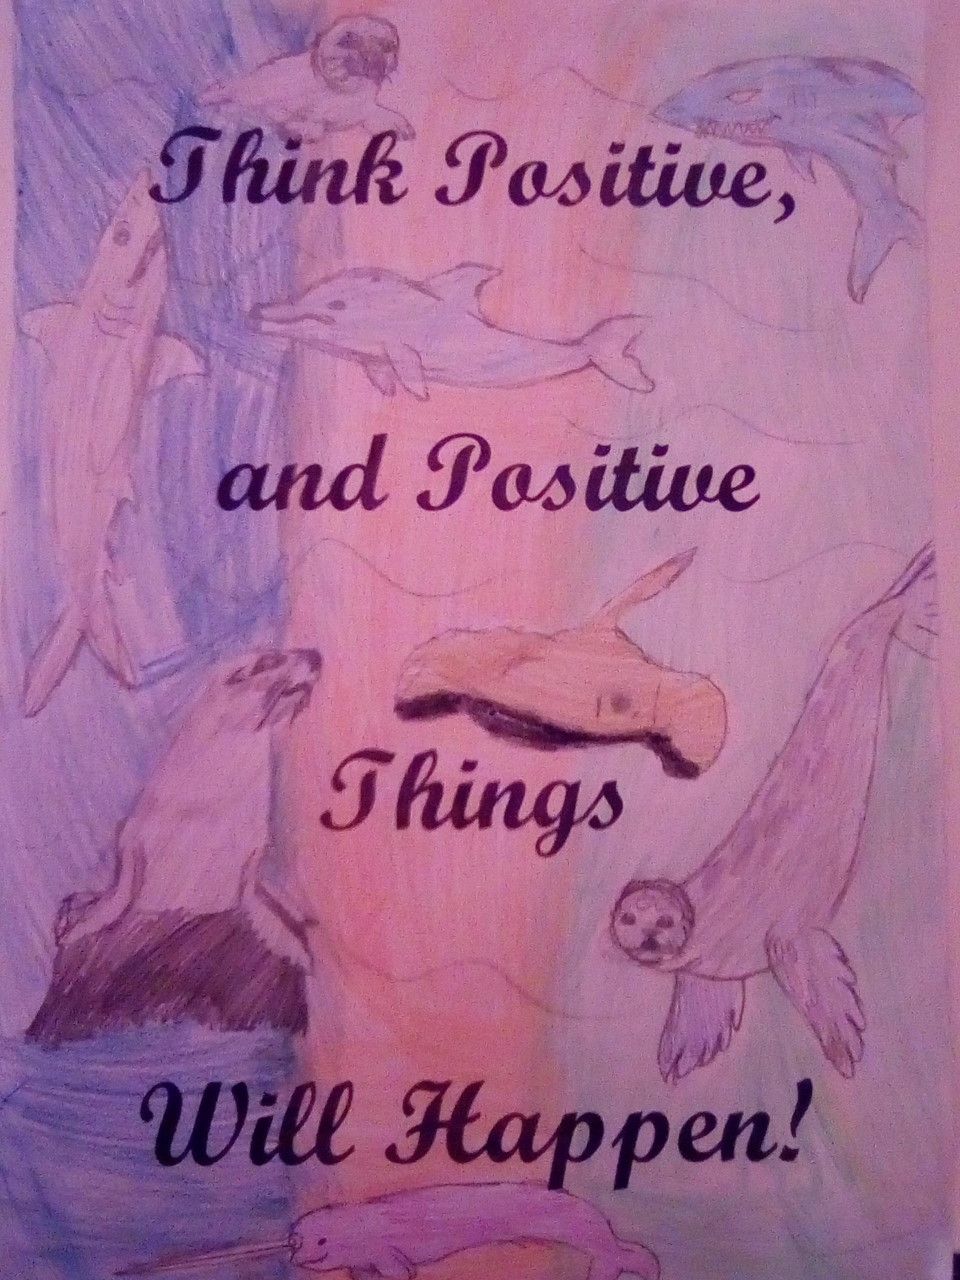 Think Positive,
and Positive
Things
Will Happen!